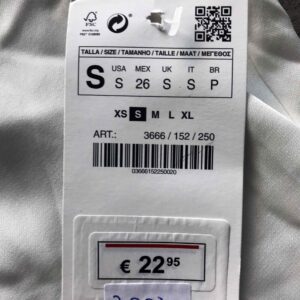 FSC
TALLA / SIZE / TAMANHO / TAILLE / MAAT / ΜΕΓΕΘΟΣ
S
USA MEX UK IT BR
S 26 S S P
XS S M L XL
ART.: 3666 / 152 / 250
03666152250020
€ 22 95